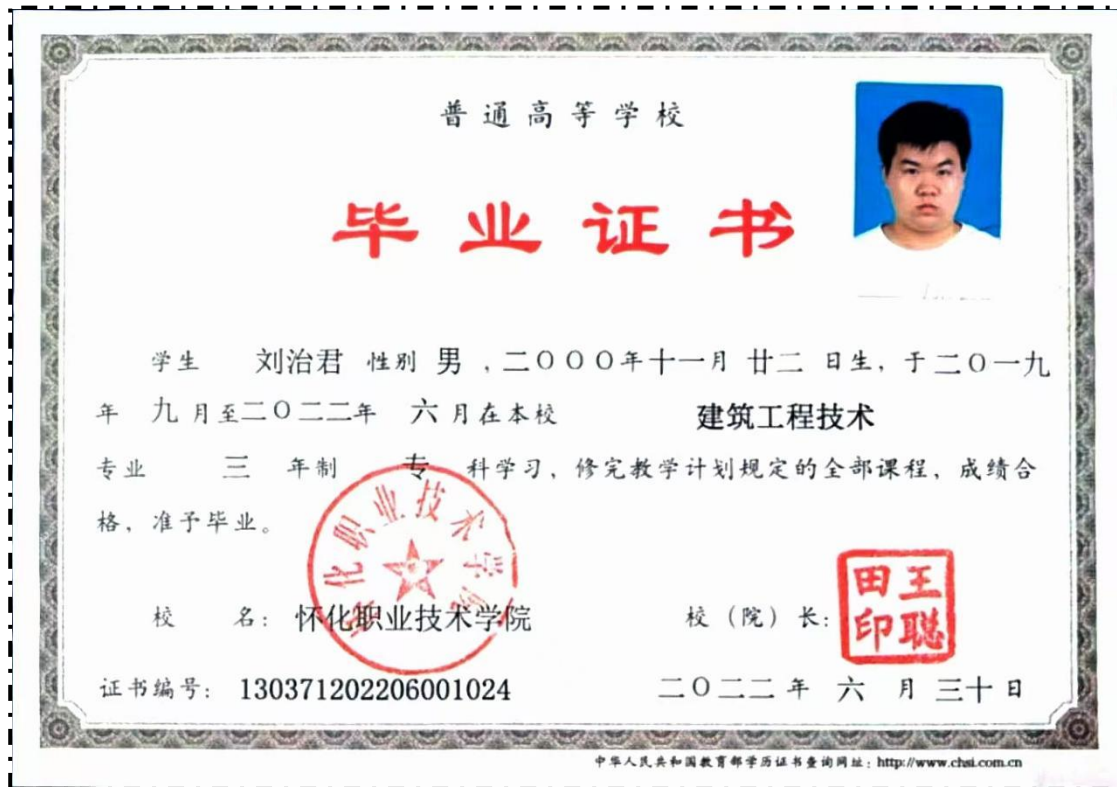 普通高等学校
毕业证书
学生 刘治君 性别 男 ,二〇〇〇年十一月 廿二 日生，于二〇一九
年 九 月至二〇二二年 六 月在本校 建筑工程技术
专业 三 年制 专 科学习，修完教学计划规定的全部课程，成绩合
格，准予毕业。
怀化职业技术学院
校 名：怀化职业技术学院 校（院）长：
王聪田印
证书编号：130371202206001024 二〇二二年 六 月 三十 日
中华人民共和国教育部学历证书查询网址：http://www.chsi.com.cn